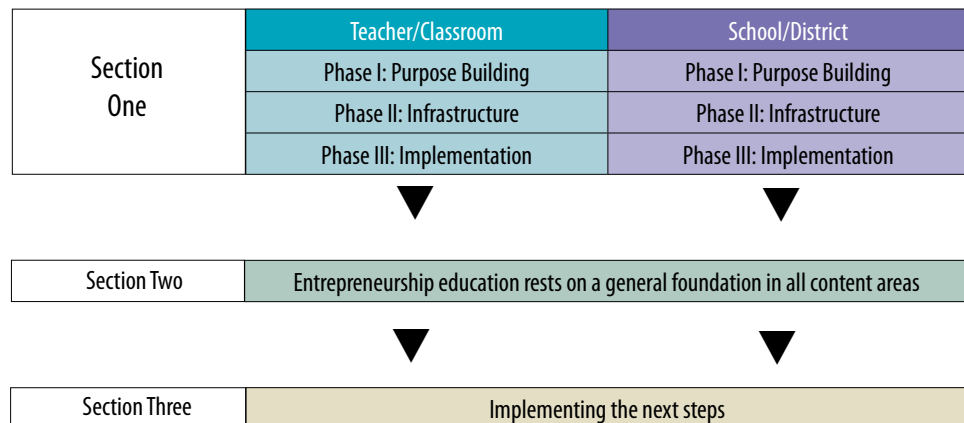 Section
One
Teacher/Classroom
School/District
Phase I: Purpose Building
Phase I: Purpose Building
Phase II: Infrastructure
Phase II: Infrastructure
Phase III: Implementation
Phase III: Implementation
Section Two
Entrepreneurship education rests on a general foundation in all content areas
Section Three
Implementing the next steps